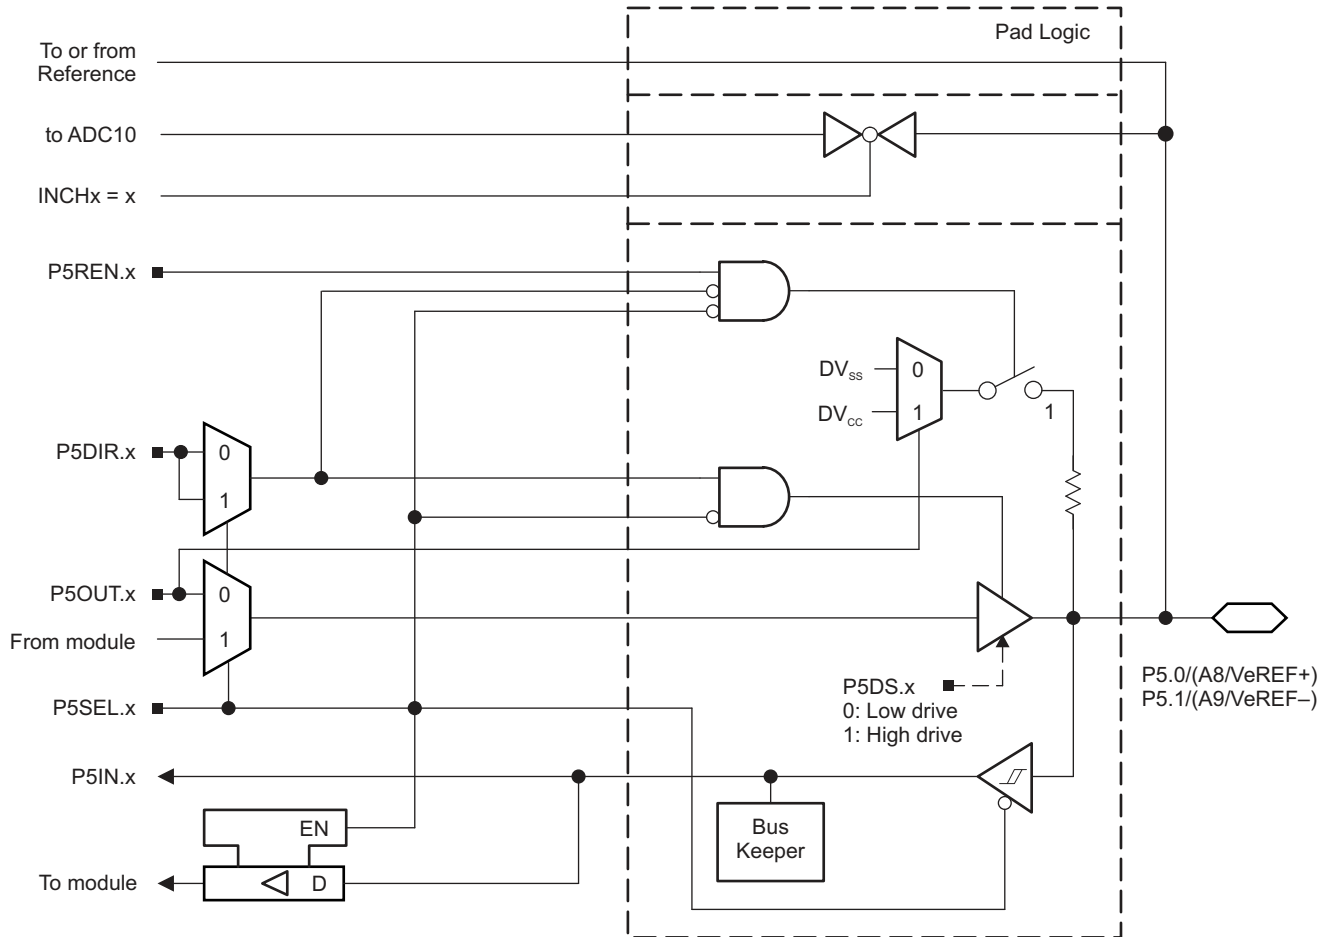 Pad Logic
To or from
Reference
to ADC10
INCHx = x
P5REN.x
DVSS
0
DVCC
1
1
P5DIR.x
0
1
P5OUT.x
0
From module
1
P5SEL.x
P5DS.x
0: Low drive
1: High drive
P5.0/(A8/VeREF+)
P5.1/(A9/VeREF–)
P5IN.x
Bus
Keeper
EN
To module
D